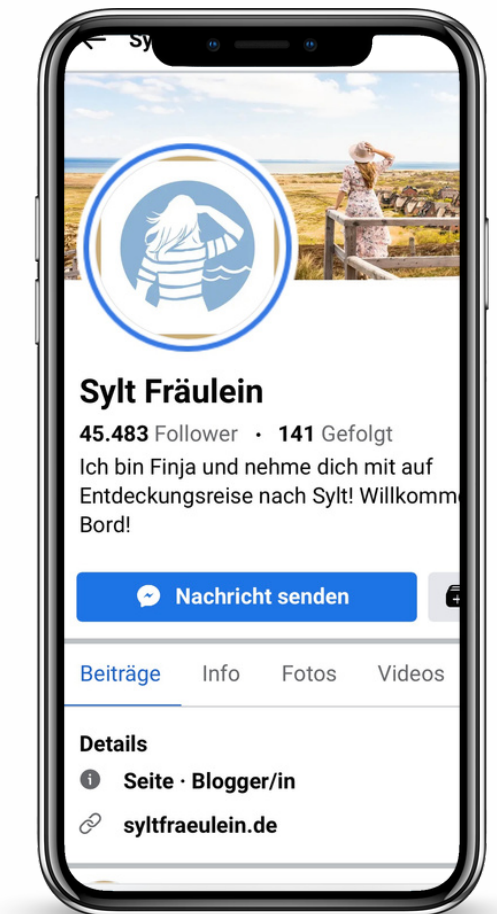 Sylt Fräulein
45.483 Follower · 141 Gefolgt
Ich bin Finja und nehme dich mit auf
Entdeckungsreise nach Sylt! Willkomme
Bord!
Nachricht senden
Beiträge Info Fotos Videos
Details
Seite · Blogger/in
syltfraeulein.de